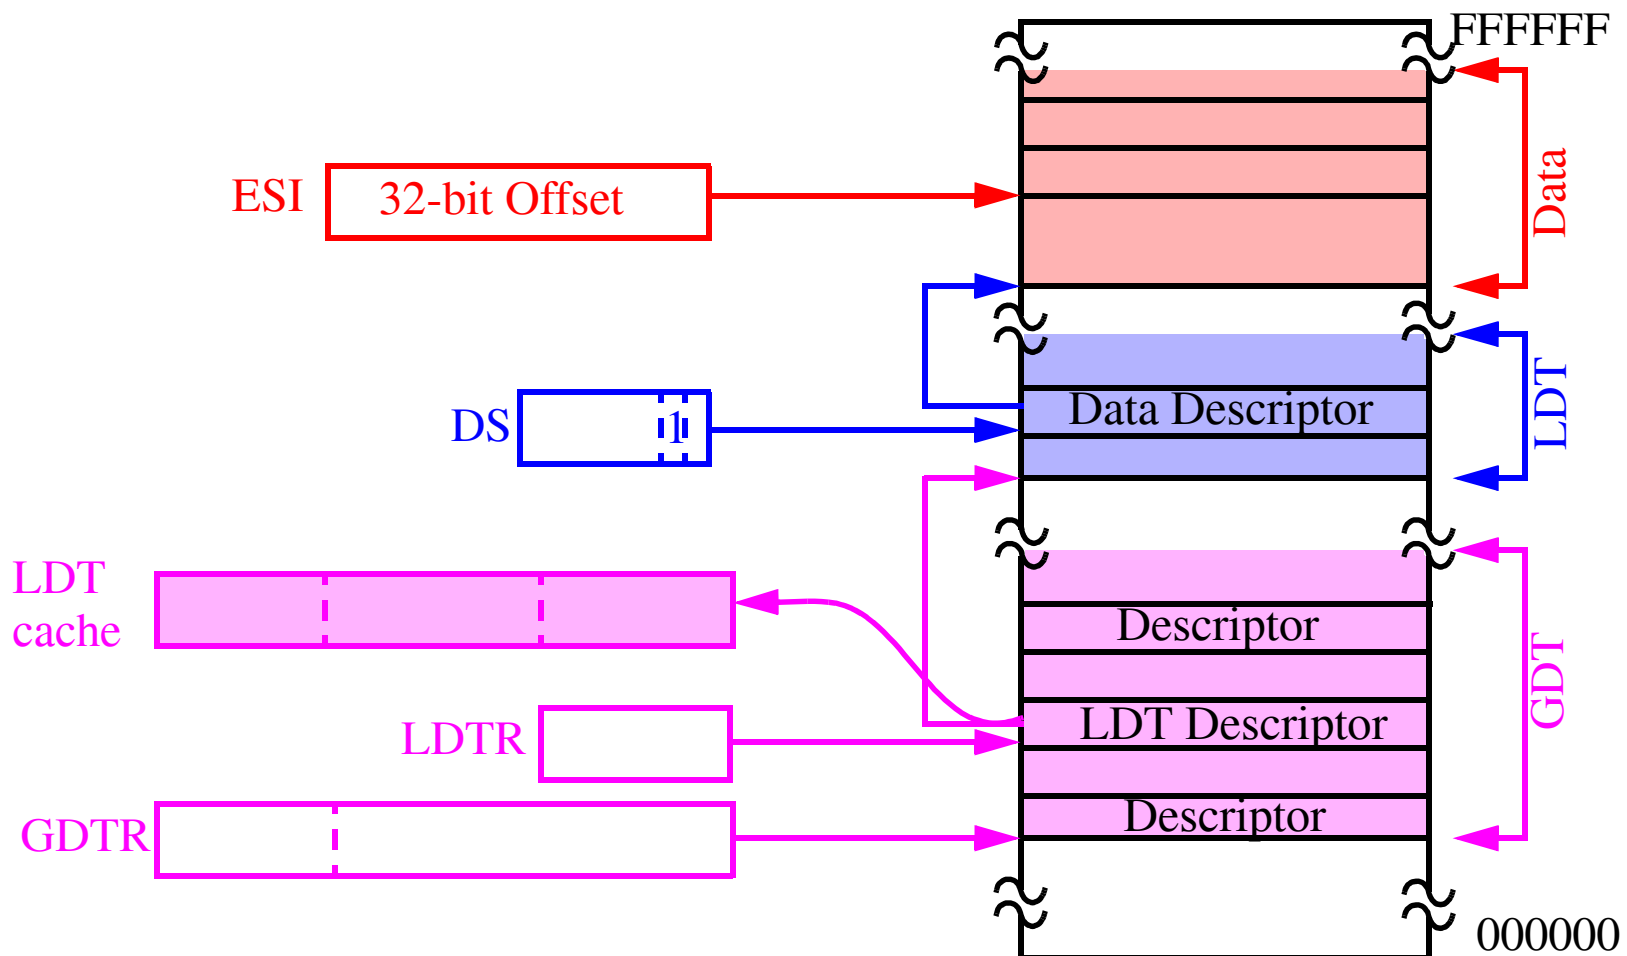 FFFFFF
ESI
32-bit Offset
Data
DS
1
Data Descriptor
LDT
LDT
cache
Descriptor
GDT
LDTR
LDT Descriptor
GDTR
Descriptor
000000